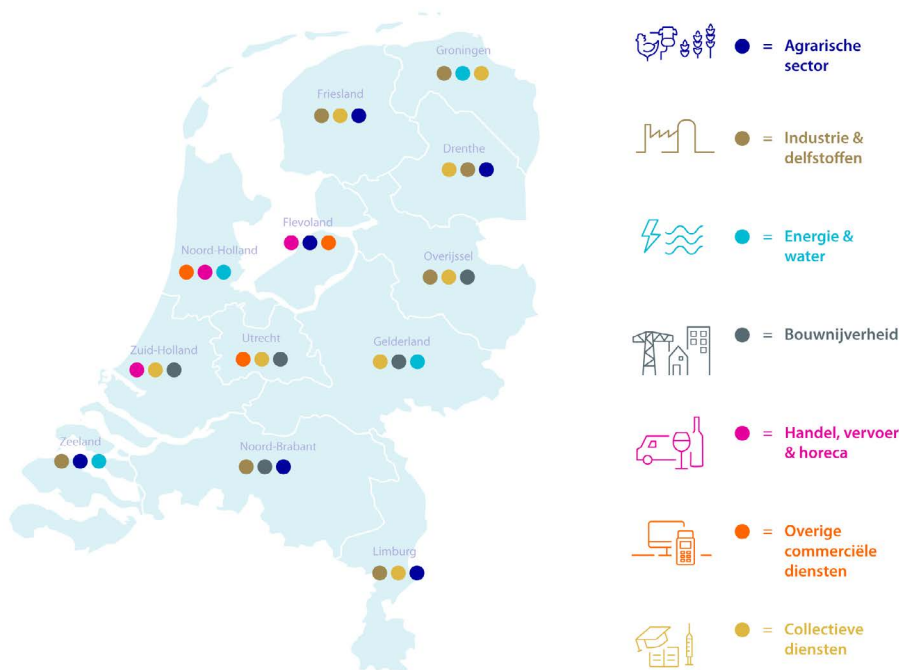 Groningen
Friesland
Drenthe
Flevoland
Noord-Holland
Overijssel
Utrecht
Gelderland
Zuid-Holland
Zeeland
Noord-Brabant
Limburg
= Agrarische
sector
= Industrie &
delfstoffen
= Energie &
water
= Bouwnijverheid
= Handel, vervoer
& horeca
= Overige
commerciële
diensten
= Collectieve
diensten